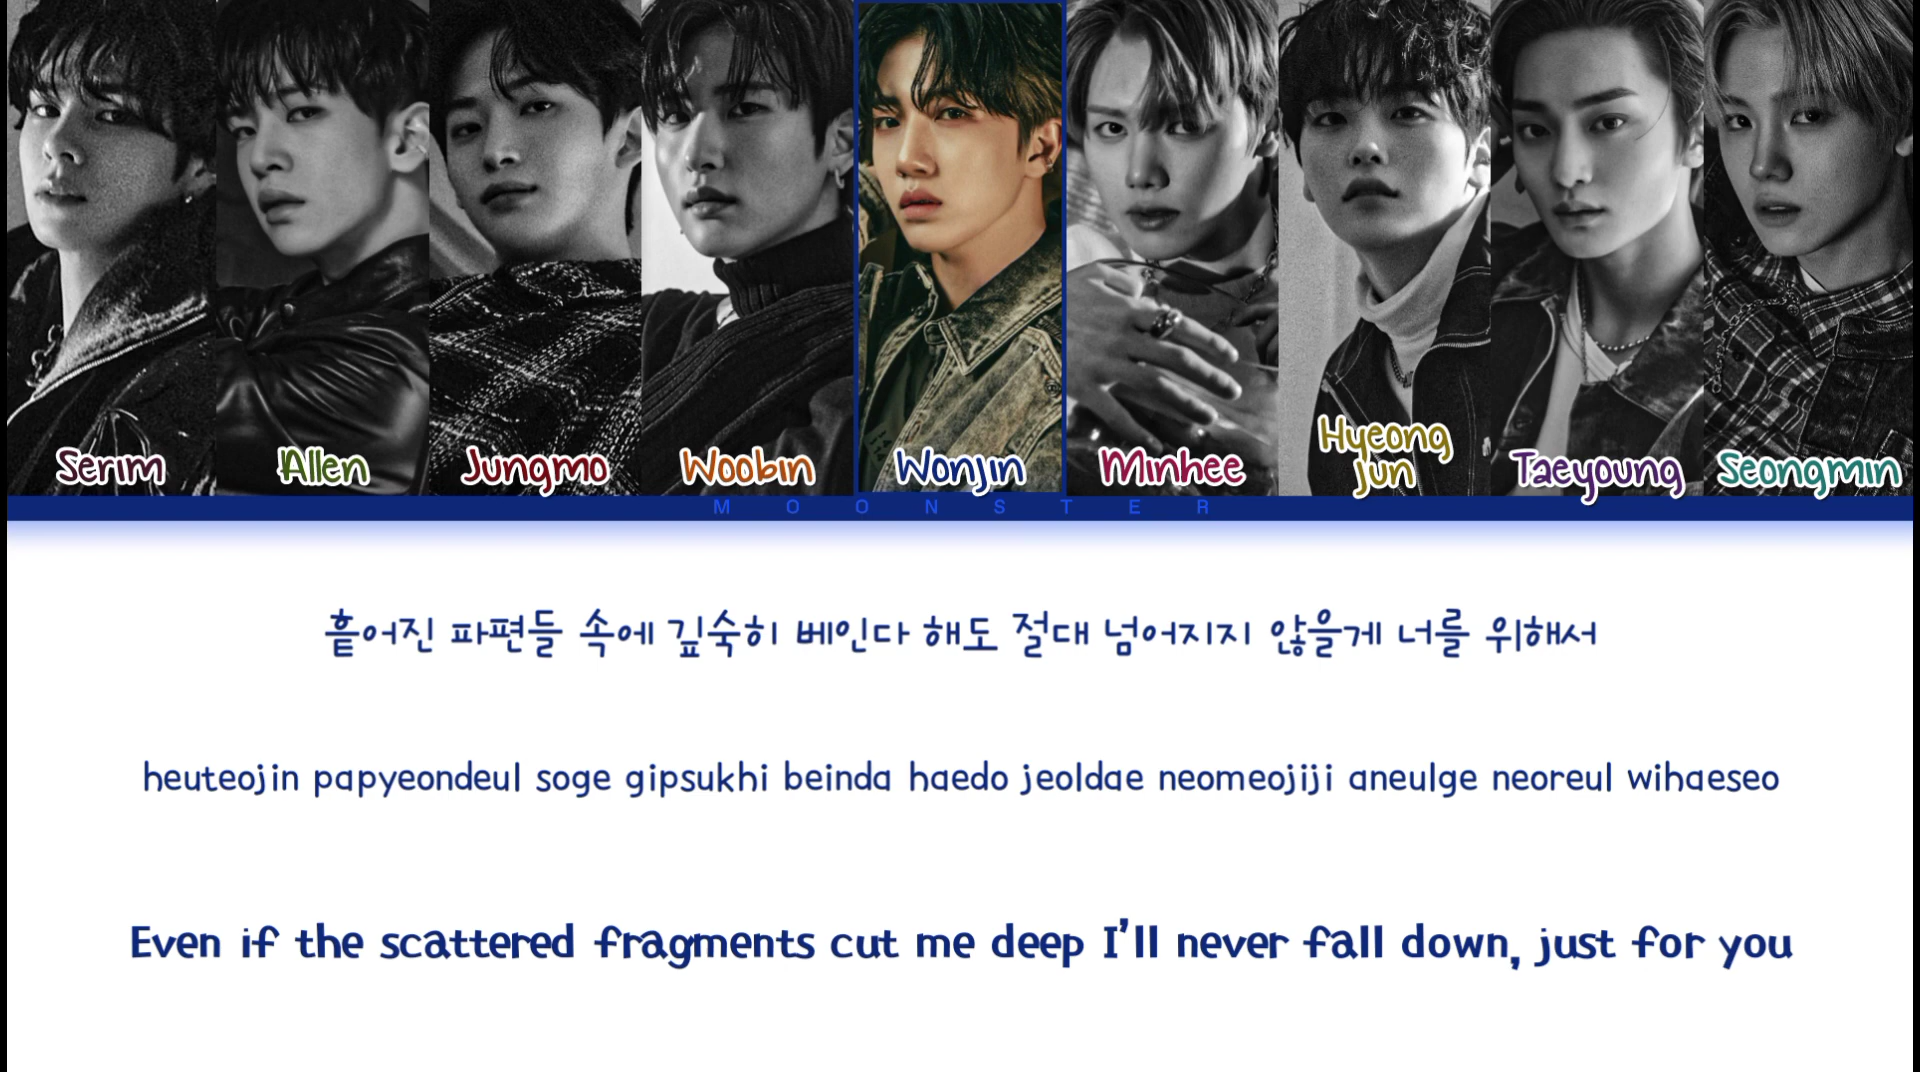 Serim
Allen
Jungmo
Woobin
Wonjin
Minhee
Hyeong
jun
Taeyoung
Seongmin
MOONSTER
흩어진 파편들 속에 깊숙히 베인다 해도 절대 넘어지지 않을게 너를 위해서
heuteojin papyeondeul soge gipsukhi beinda haedo jeoldae neomeojiji aneulge neoreul wihaeseo
Even if the scattered fragments cut me deep I'll never fall down, just for you